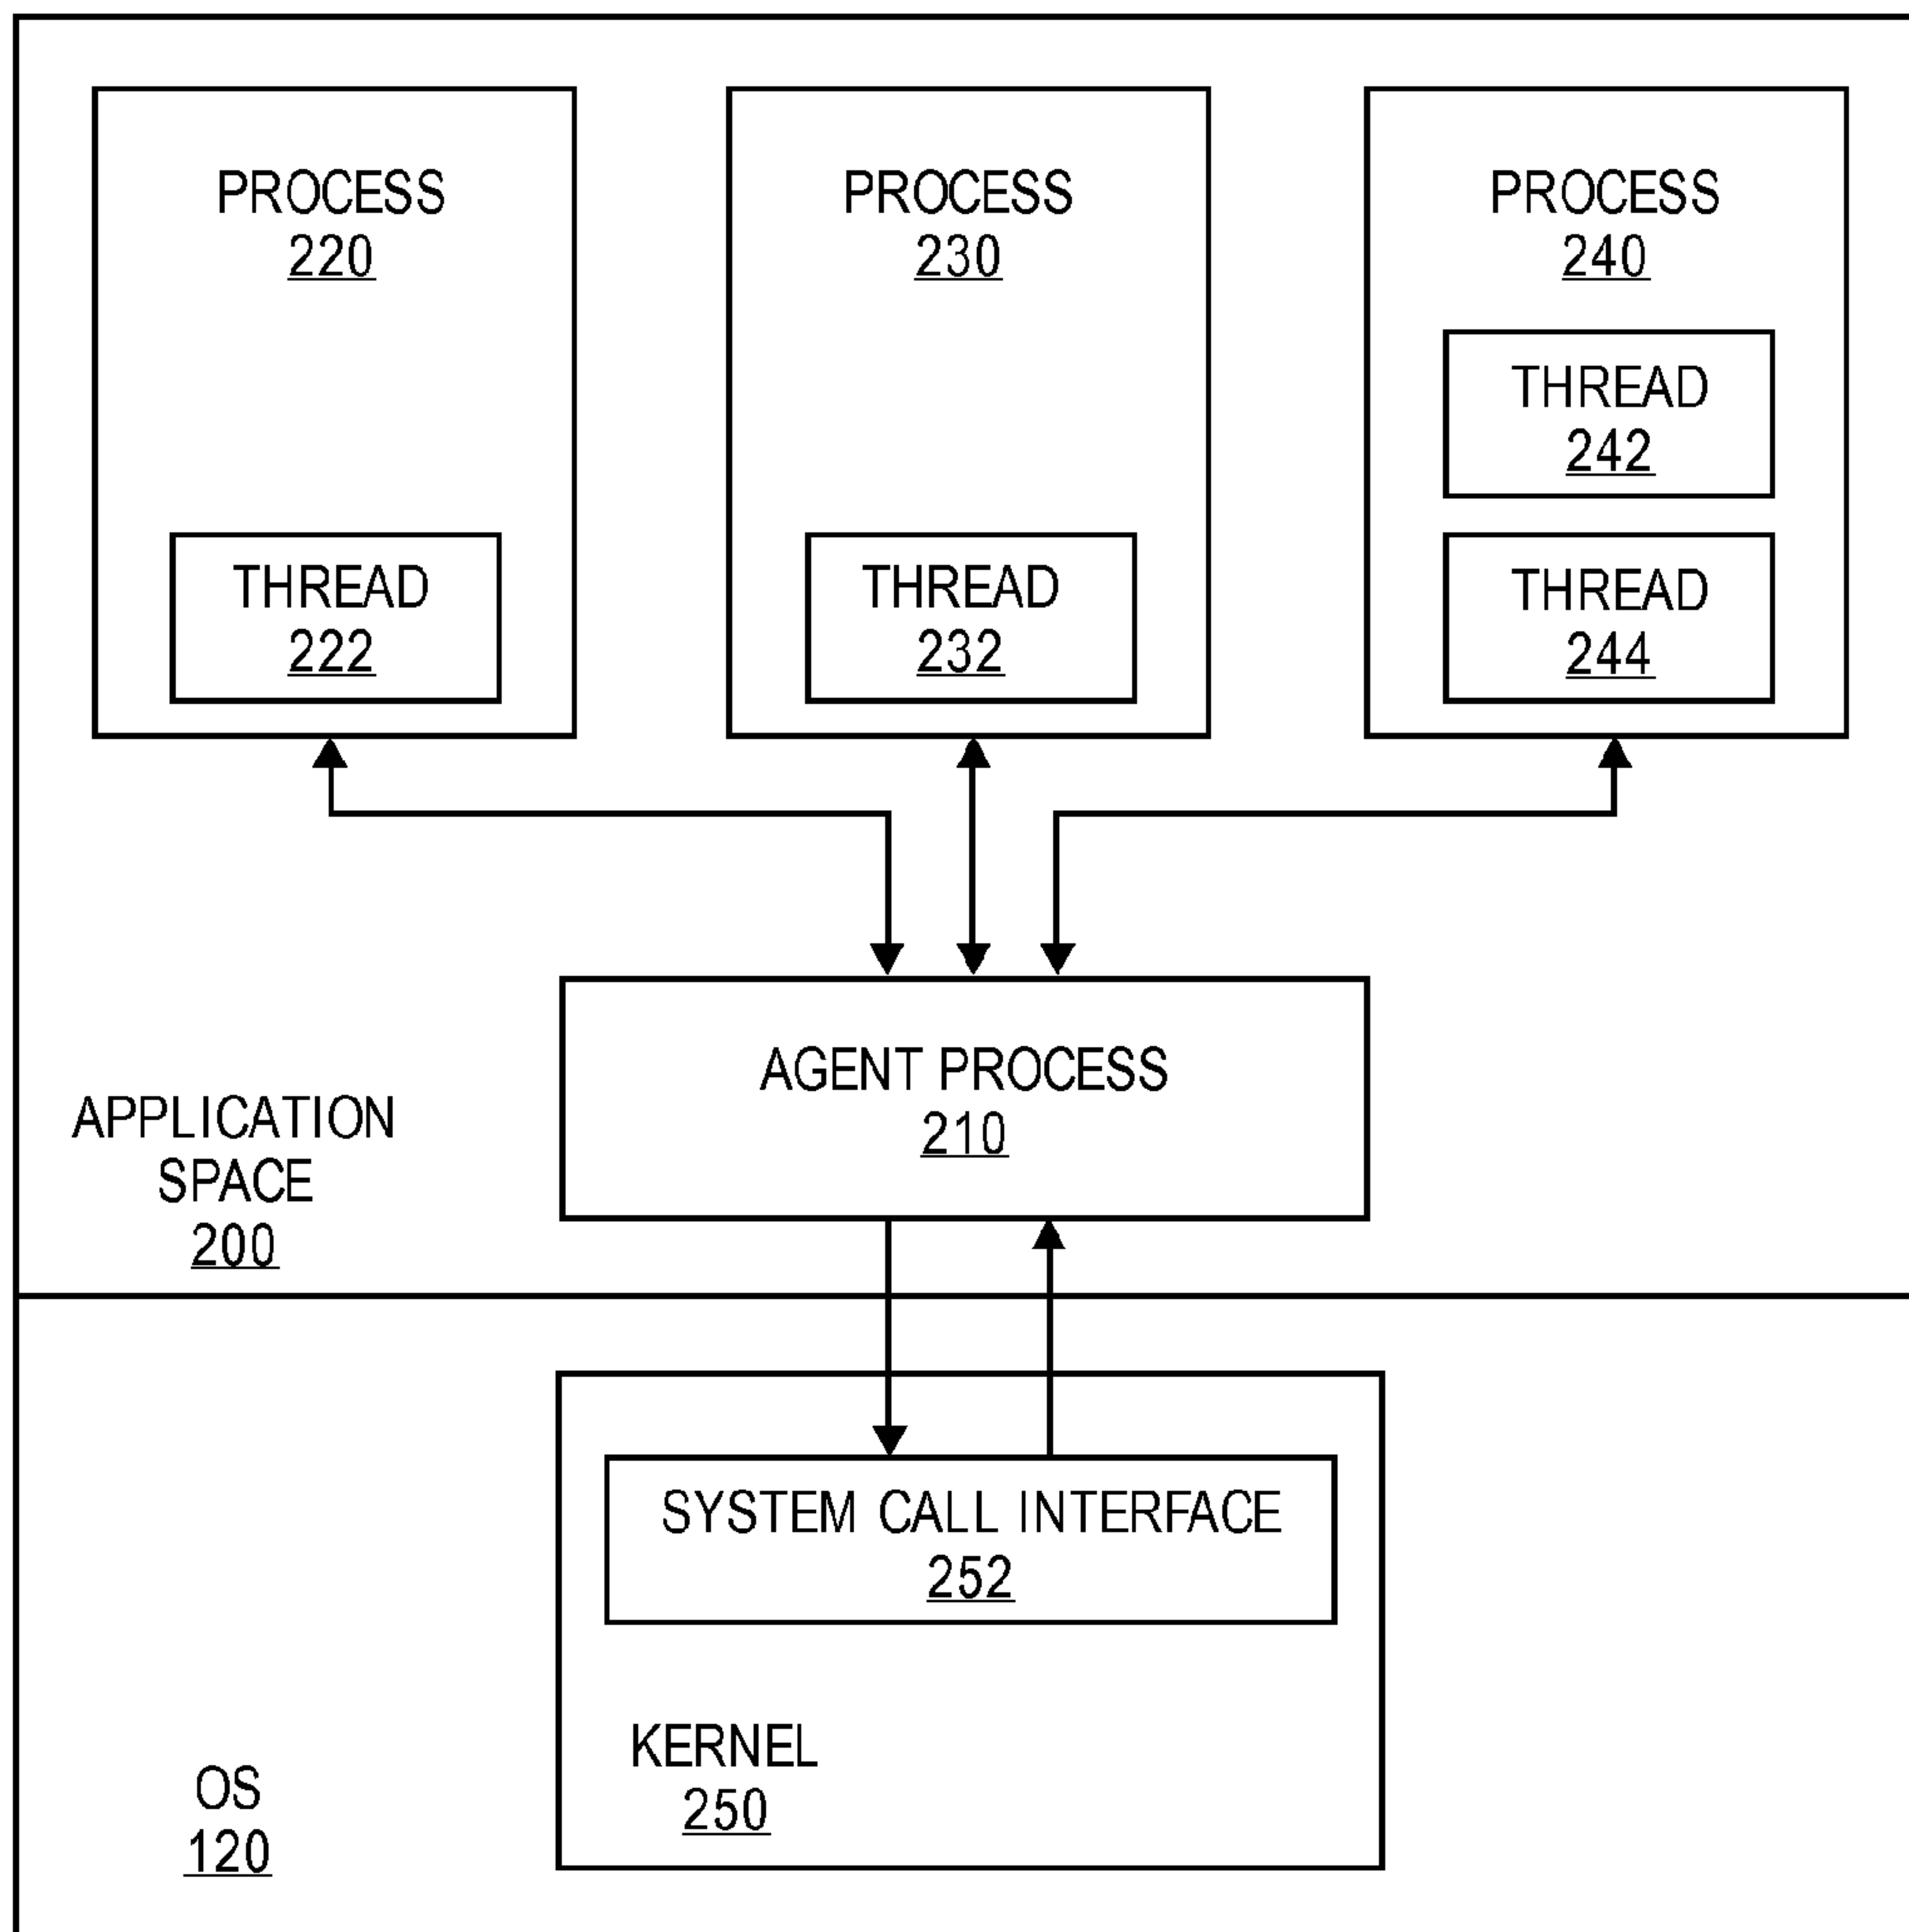 PROCESS
220
PROCESS
230
PROCESS
240
THREAD
242
THREAD
222
THREAD
232
THREAD
244
AGENT PROCESS
210
APPLICATION
SPACE
200
SYSTEM CALL INTERFACE
252
KERNEL
250
OS
120